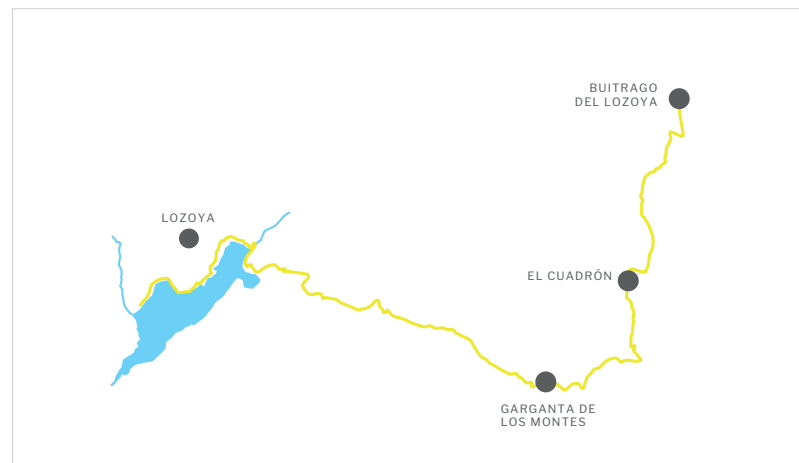 BUITRAGO
DEL LOZOYA
LOZOYA
EL CUADRÓN
GARGANTA DE
LOS MONTES